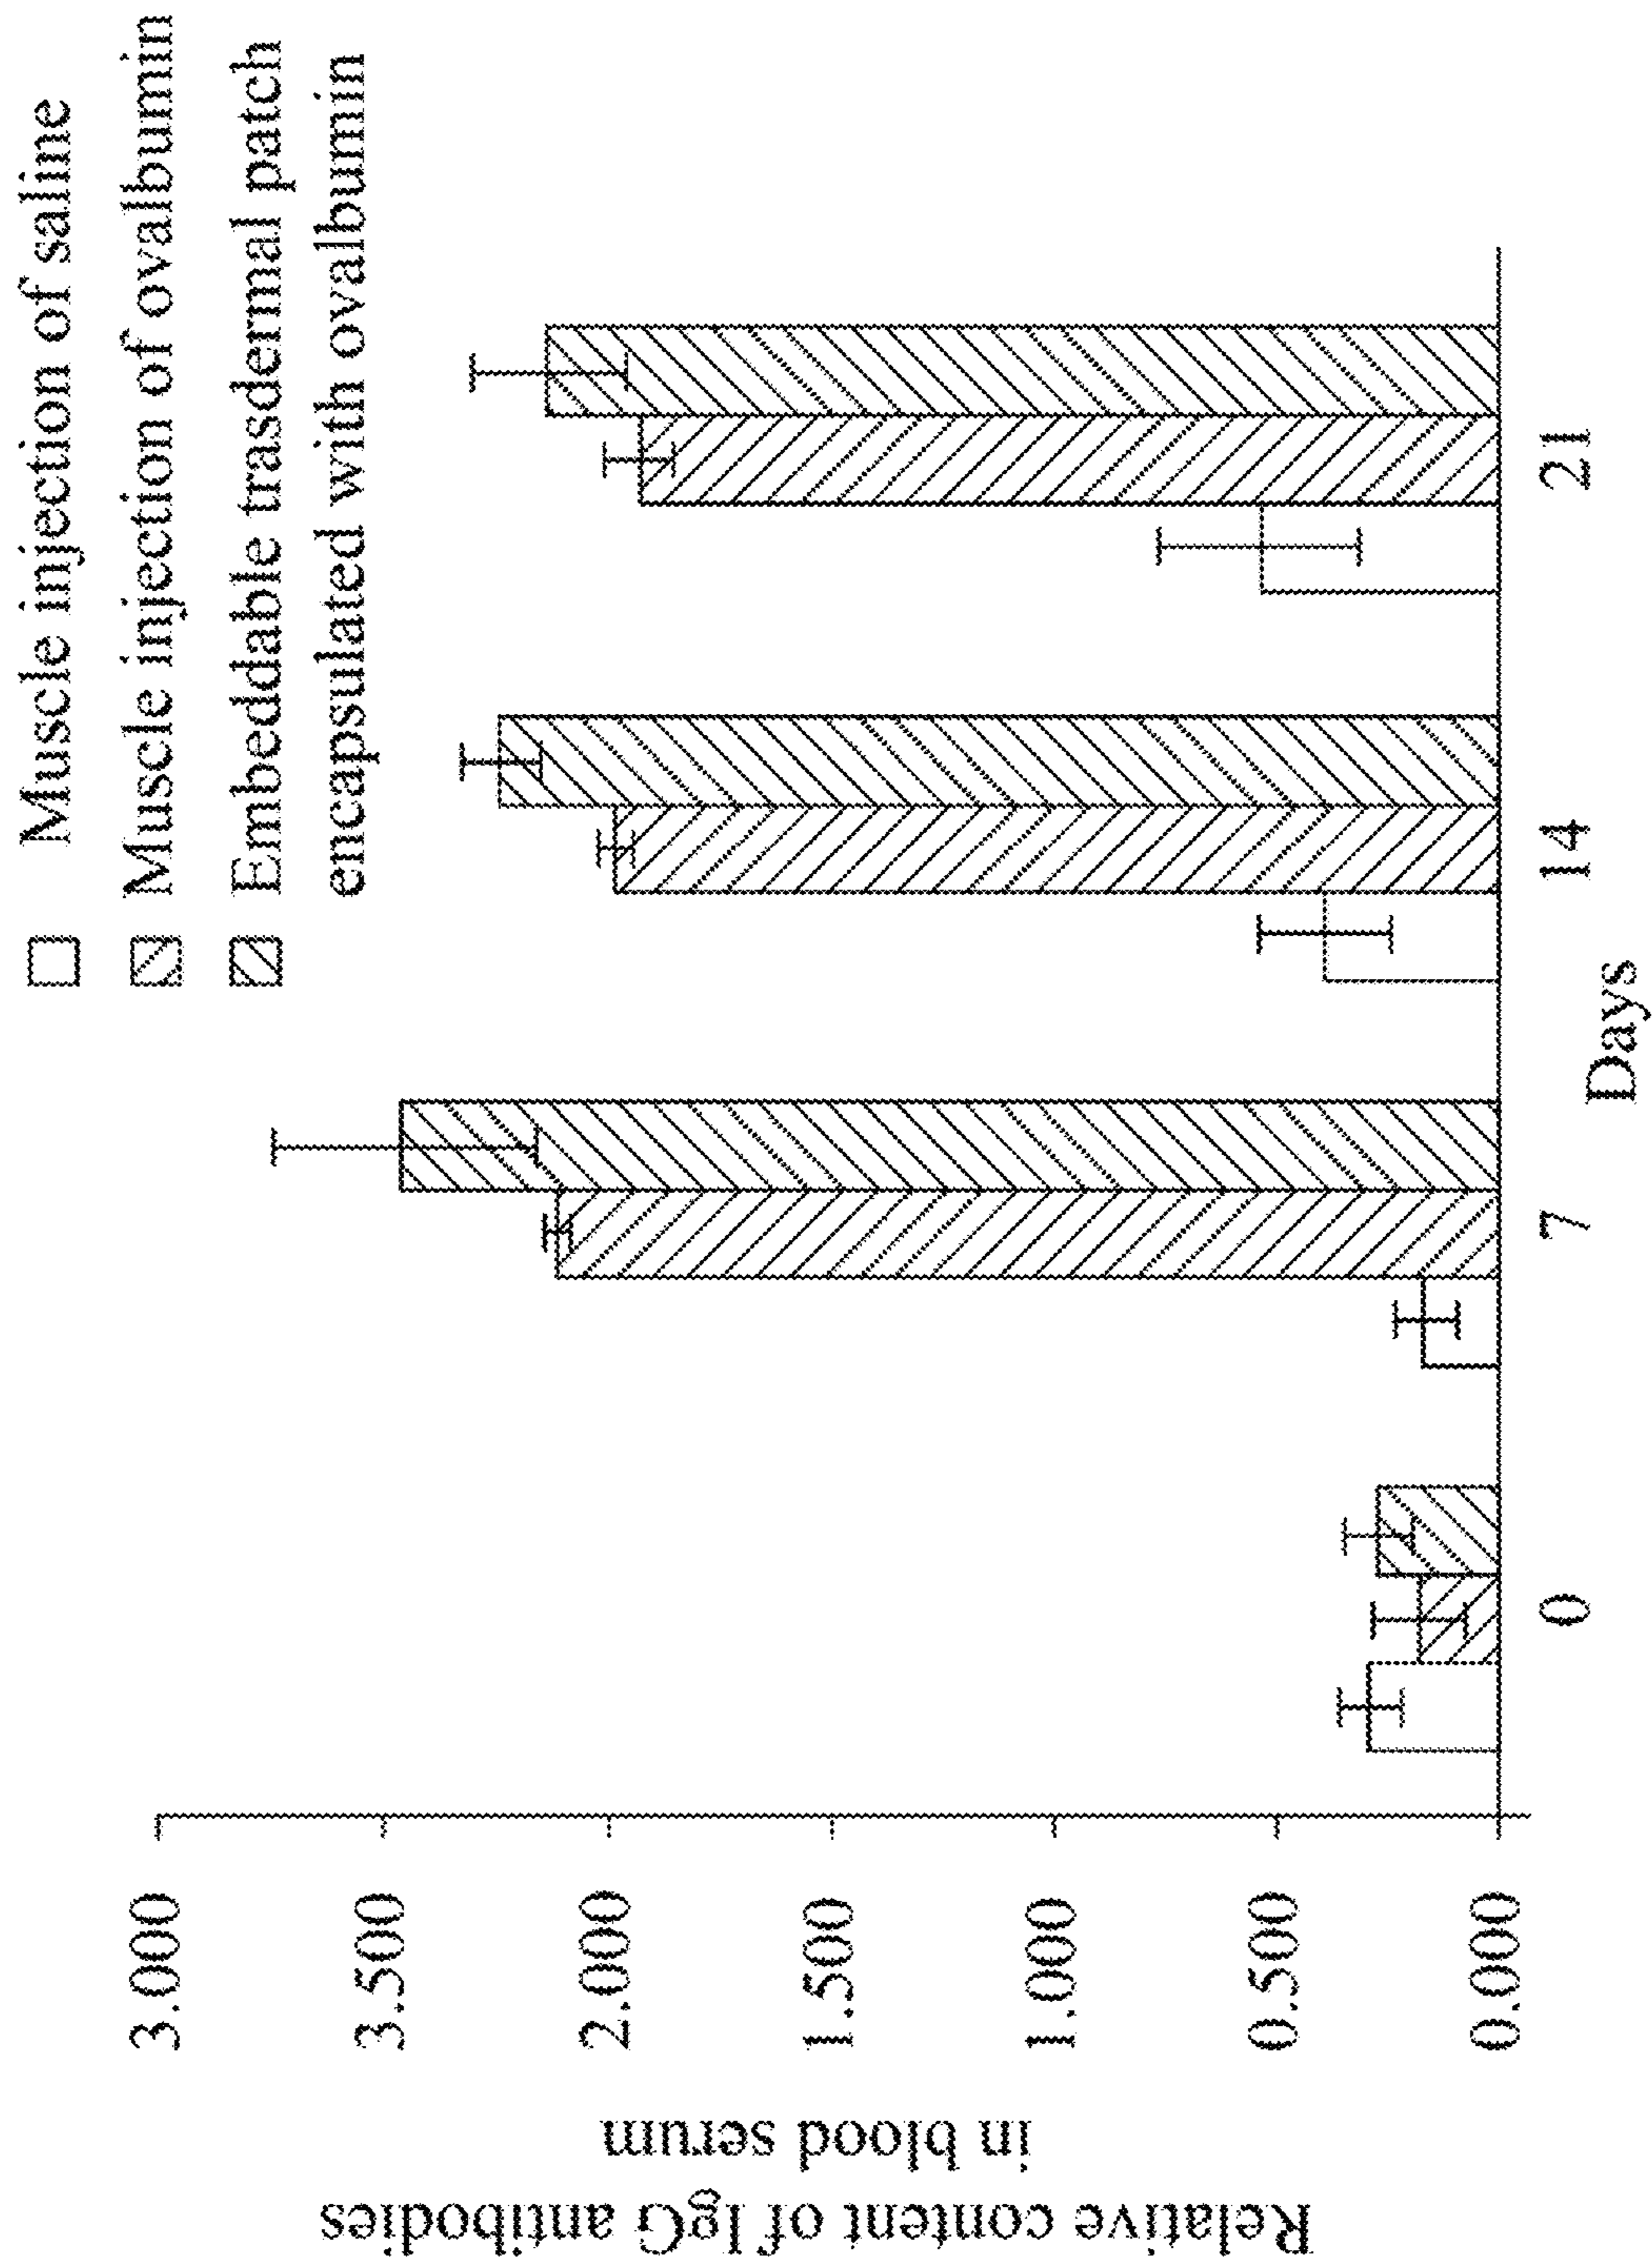 Muscle injection of saline
Muscle injection of ovalbumin
Embeddable trasdermal patch
encapsulated with ovalbumin
Relative content of IgG antibodies
in blood serum
3.000
3.500
2.000
1.500
1.000
0.500
0.000
0
7
14
21
Days